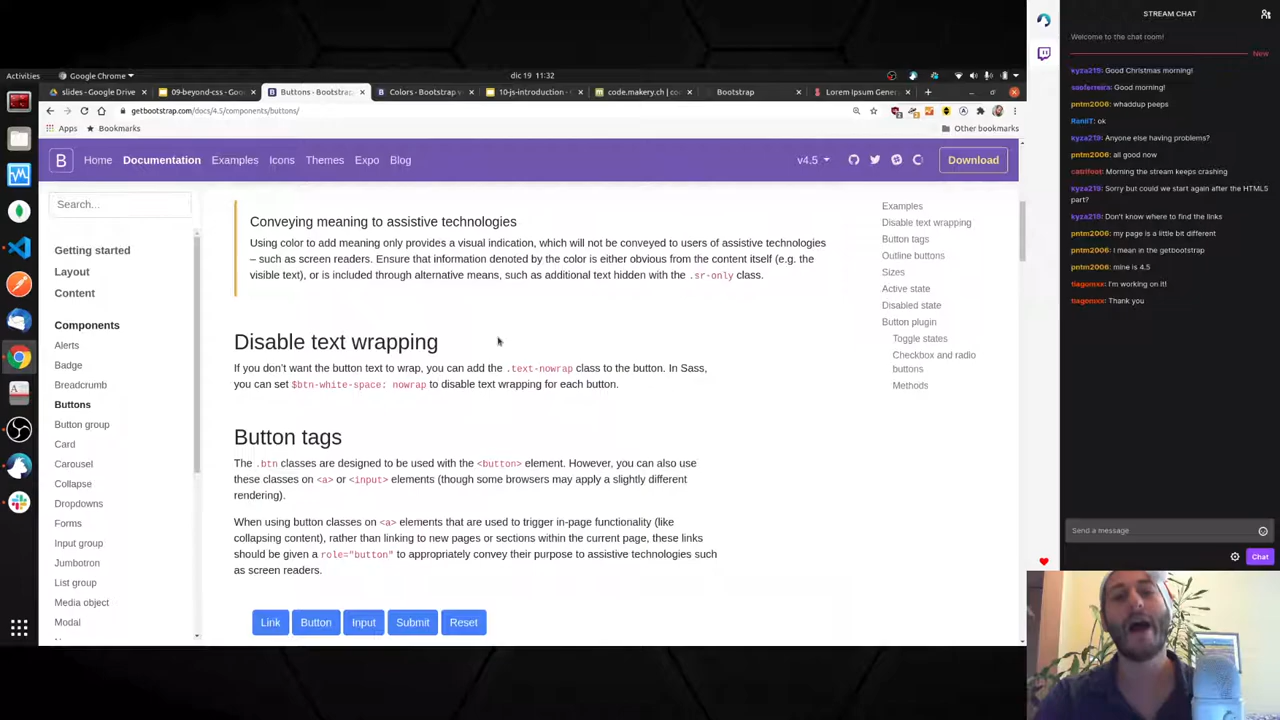 Activities
Google Chrome
dic 19 11:32
slides - Google Drive
09-beyond-css - Goo
Buttons - Bootstrap
Colors - Bootstrap v
10-js-introduction - G
code.makery.ch | co
Bootstrap
Lorem Ipsum Gener
getbootstrap.com/docs/4.5/components/buttons/
Apps
Bookmarks
Other bookmarks
B
Home
Documentation
Examples
Icons
Themes
Expo
Blog
v4.5
Download
Search...
Getting started
Layout
Content
Components
Alerts
Badge
Breadcrumb
Buttons
Button group
Card
Carousel
Collapse
Dropdowns
Forms
Input group
Jumbotron
List group
Media object
Modal
Conveying meaning to assistive technologies
Using color to add meaning only provides a visual indication, which will not be conveyed to users of assistive technologies
– such as screen readers. Ensure that information denoted by the color is either obvious from the content itself (e.g. the
visible text), or is included through alternative means, such as additional text hidden with the .sr-only class.
Disable text wrapping
If you don't want the button text to wrap, you can add the .text-nowrap class to the button. In Sass,
you can set $btn-white-space: nowrap to disable text wrapping for each button.
Button tags
The .btn classes are designed to be used with the <button> element. However, you can also use
these classes on <a> or <input> elements (though some browsers may apply a slightly different
rendering).
When using button classes on <a> elements that are used to trigger in-page functionality (like
collapsing content), rather than linking to new pages or sections within the current page, these links
should be given a role="button" to appropriately convey their purpose to assistive technologies such
as screen readers.
Link
Button
Input
Submit
Reset
Examples
Disable text wrapping
Button tags
Outline buttons
Sizes
Active state
Disabled state
Button plugin
Toggle states
Checkbox and radio
buttons
Methods
STREAM CHAT
Welcome to the chat room!
New
kyza219: Good Christmas morning!
Good morning!
pntm2006: whaddup peeps
ok
kyza219: Anyone else having problems?
pntm2006: all good now
Morning the stream keeps crashing
kyza219: Sorry but could we start again after the HTML5
part?
kyza219: Don't know where to find the links
pntm2006: my page is a little bit different
pntm2006: I mean in the getbootstrap
pntm2006: mine is 4.5
tiagomxx: I'm working on it!
tiagomxx: Thank you
Send a message
Chat